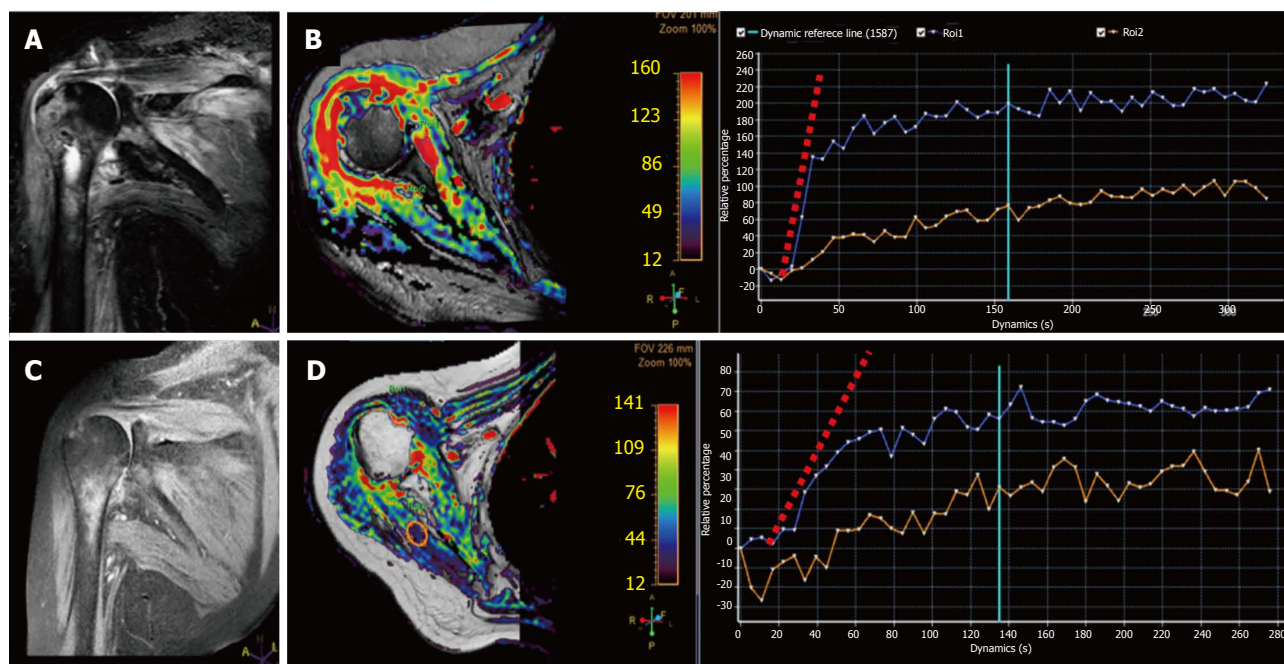 A
B
FOV 201 mm
Zoom 100%
160
123
86
49
12
A
R
F
L
P
Dynamic referece line (1587)
Roi1
Roi2
260
240
220
200
180
160
140
120
100
80
60
40
20
0
-20
Relative percentage
0
50
100
150
200
250
300
Dynamics (s)
H
A
C
D
FOV 226 mm
Zoom 100%
141
109
76
44
12
A
R
F
L
P
80
70
60
50
40
30
20
10
0
-10
-20
-30
Relative percentage
0
20
40
60
80
100
120
140
160
180
200
220
240
260
280
Dynamics (s)
H
A
L